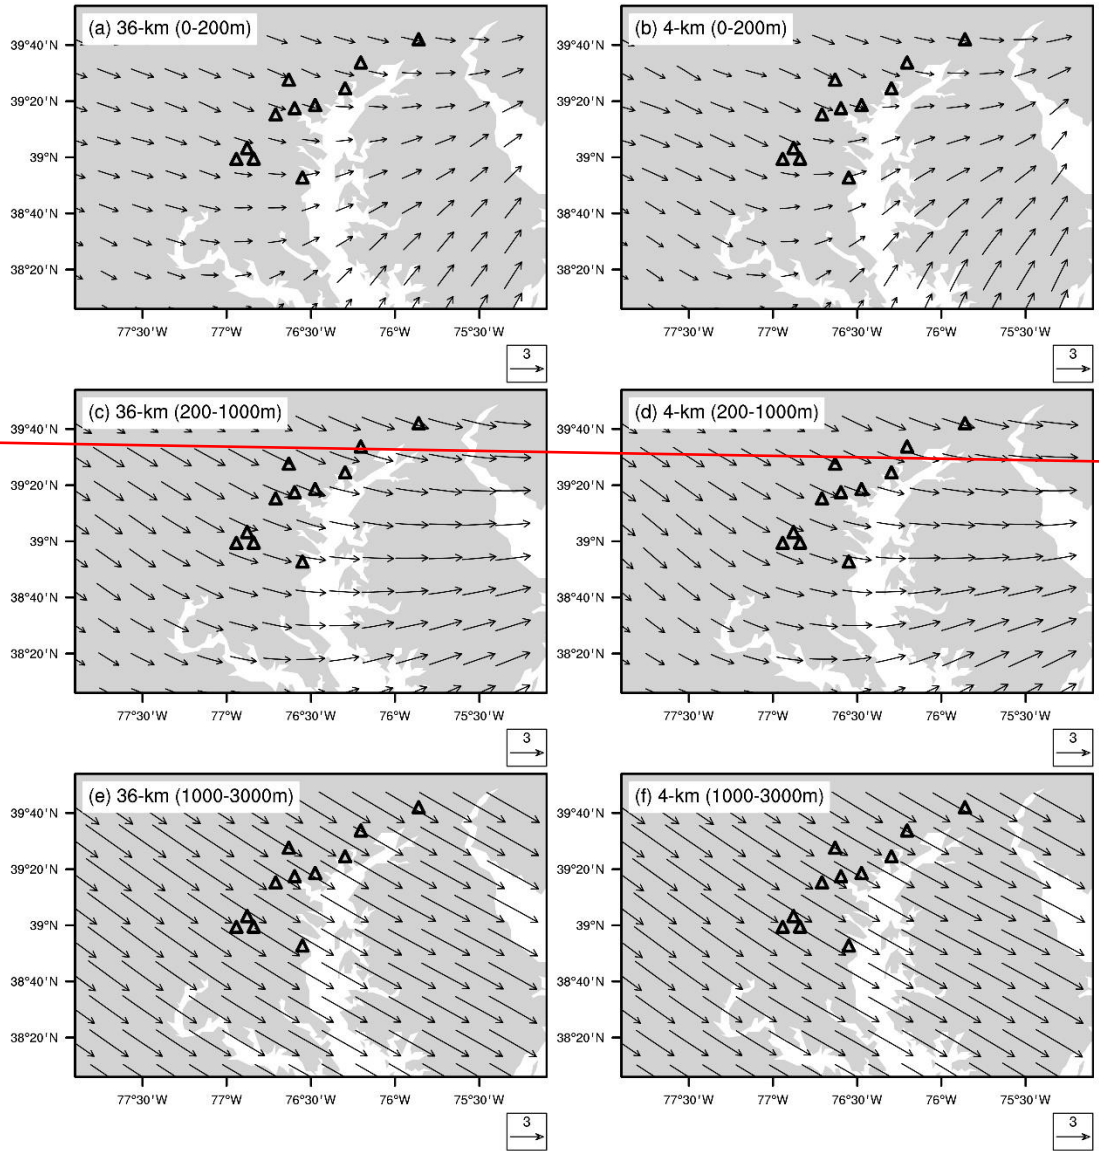 (a) 36-km (0-200m) (b) 4-km (0-200m)
39°40'N 39°40'N
39°20'N 39°20'N
39°N 39°N
38°40'N 38°40'N
38°20'N 38°20'N
77°30'W 77°W 76°30'W 76°W 75°30'W 77°30'W 77°W 76°30'W 76°W 75°30'W
3 3
(c) 36-km (200-1000m) (d) 4-km (200-1000m)
39°40'N 39°40'N
39°20'N 39°20'N
39°N 39°N
38°40'N 38°40'N
38°20'N 38°20'N
77°30'W 77°W 76°30'W 76°W 75°30'W 77°30'W 77°W 76°30'W 76°W 75°30'W
3 3
(e) 36-km (1000-3000m) (f) 4-km (1000-3000m)
39°40'N 39°40'N
39°20'N 39°20'N
39°N 39°N
38°40'N 38°40'N
38°20'N 38°20'N
77°30'W 77°W 76°30'W 76°W 75°30'W 77°30'W 77°W 76°30'W 76°W 75°30'W
3 3